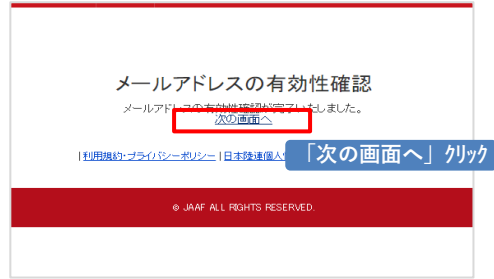 メールアドレスの有効性確認
メールアドレスの有効性確認が完了いたしました。
次の画面へ
|利用規約・プライバシーポリシー|日本陸連個人
「次の画面へ」クリック
© JAAF ALL RIGHTS RESERVED.